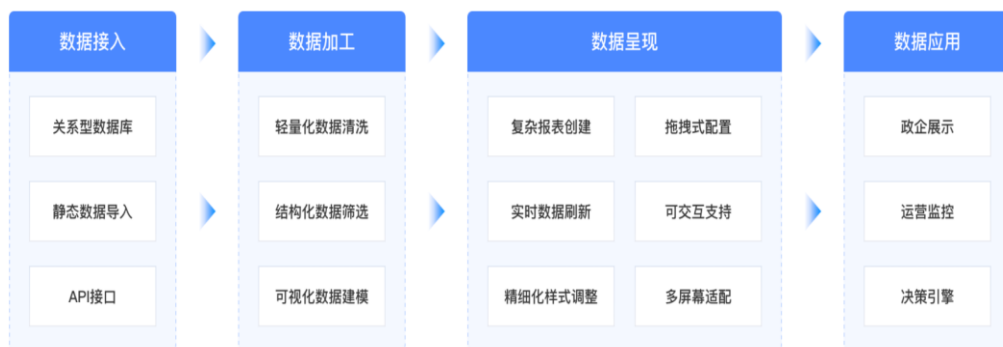 数据接入
关系型数据库
静态数据导入
API接口
数据加工
轻量化数据清洗
结构化数据筛选
可视化数据建模
数据呈现
复杂报表创建
拖拽式配置
实时数据刷新
可交互支持
精细化样式调整
多屏幕适配
数据应用
政企展示
运营监控
决策引擎